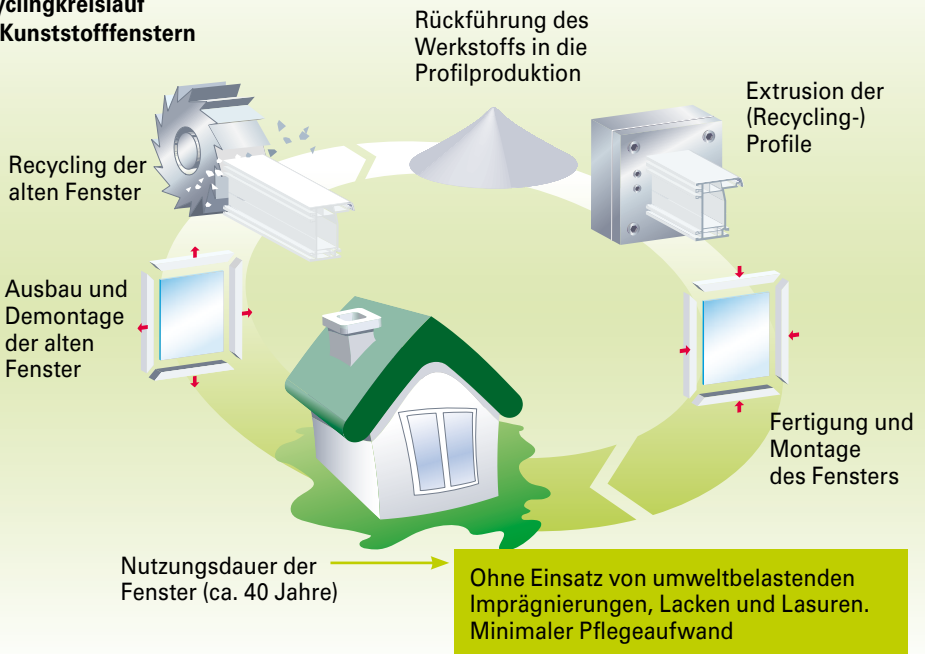 Kunststofffenstern
Rückführung des
Werkstoffs in die
Profilproduktion
Extrusion der
(Recycling-)
Profile
Recycling der
alten Fenster
Ausbau und
Demontage
der alten
Fenster
Fertigung und
Montage
des Fensters
Nutzungsdauer der
Fenster (ca. 40 Jahre)
Ohne Einsatz von umweltbelastenden
Imprägnierungen, Lacken und Lasuren.
Minimaler Pflegeaufwand